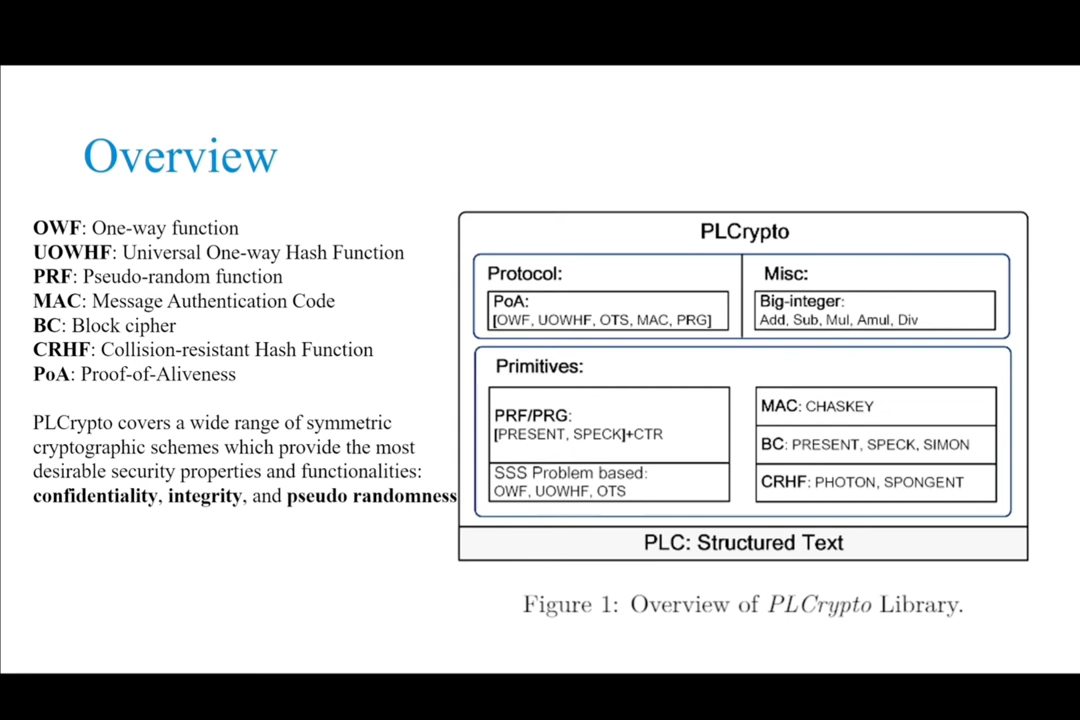 Overview
OWF: One-way function
UOWHF: Universal One-way Hash Function
PRF: Pseudo-random function
MAC: Message Authentication Code
BC: Block cipher
CRHF: Collision-resistant Hash Function
PoA: Proof-of-Aliveness
PLCrypto covers a wide range of symmetric
cryptographic schemes which provide the most
desirable security properties and functionalities:
confidentiality, integrity, and pseudo randomness
PLCrypto
Protocol:
PoA:
[OWF, UOWHF, OTS, MAC, PRG]
Misc:
Big-integer:
Add, Sub, Mul, Amul, Div
Primitives:
PRF/PRG:
[PRESENT, SPECK]+CTR
SSS Problem based:
OWF, UOWHF, OTS
MAC: CHASKEY
BC: PRESENT, SPECK, SIMON
CRHF: PHOTON, SPONGENT
PLC: Structured Text
Figure 1: Overview of PLCrypto Library.